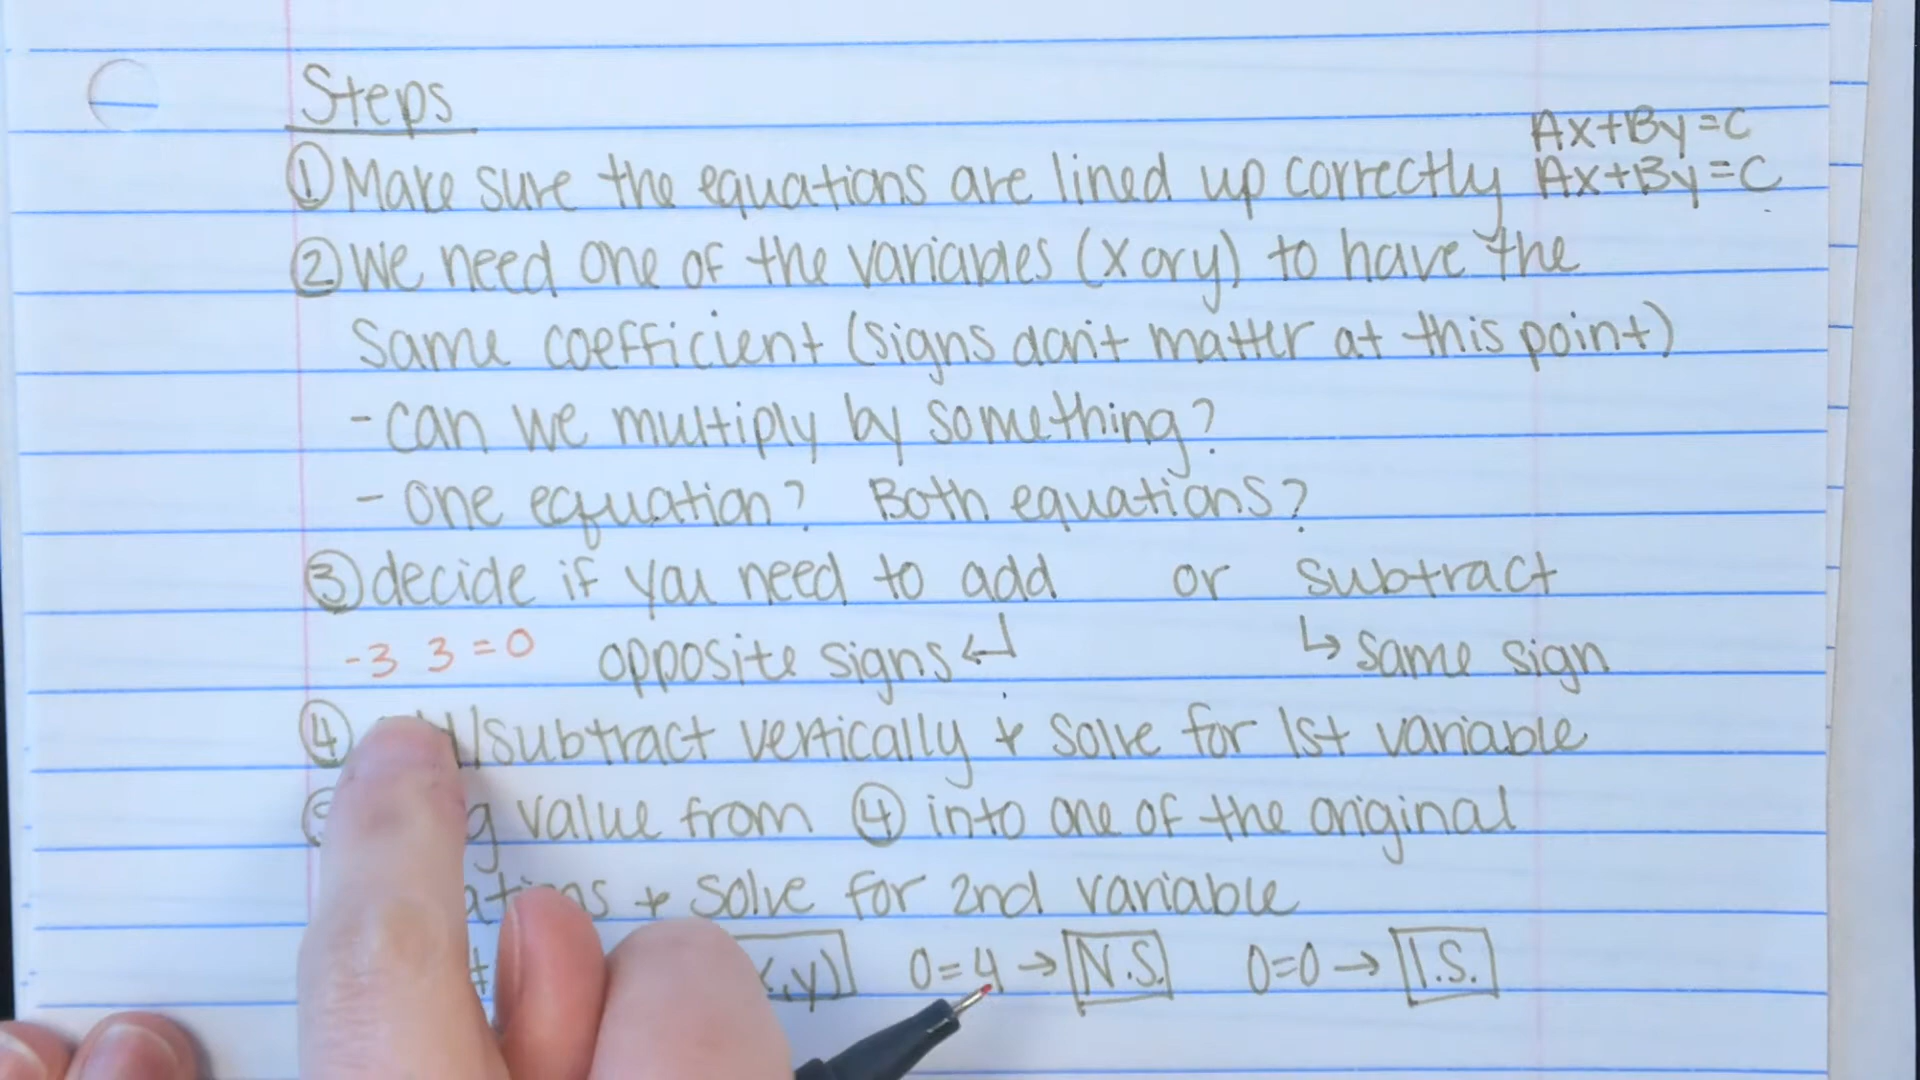 Steps
Ax+By=C
① Make sure the equations are lined up correctly Ax+By=C
② we need one of the variables (x or y) to have the
same coefficient (signs don't matter at this point)
- can we multiply by something?
- one equation? Both equations?
③ decide if you need to add or subtract
-3 3=0 opposite signs ↵ ↳ same sign
④ /subtract vertically + solve for 1st variable
value from ④ into one of the original
+ solve for 2nd variable
,y) 0=4 → N.S. 0=0 → I.S.